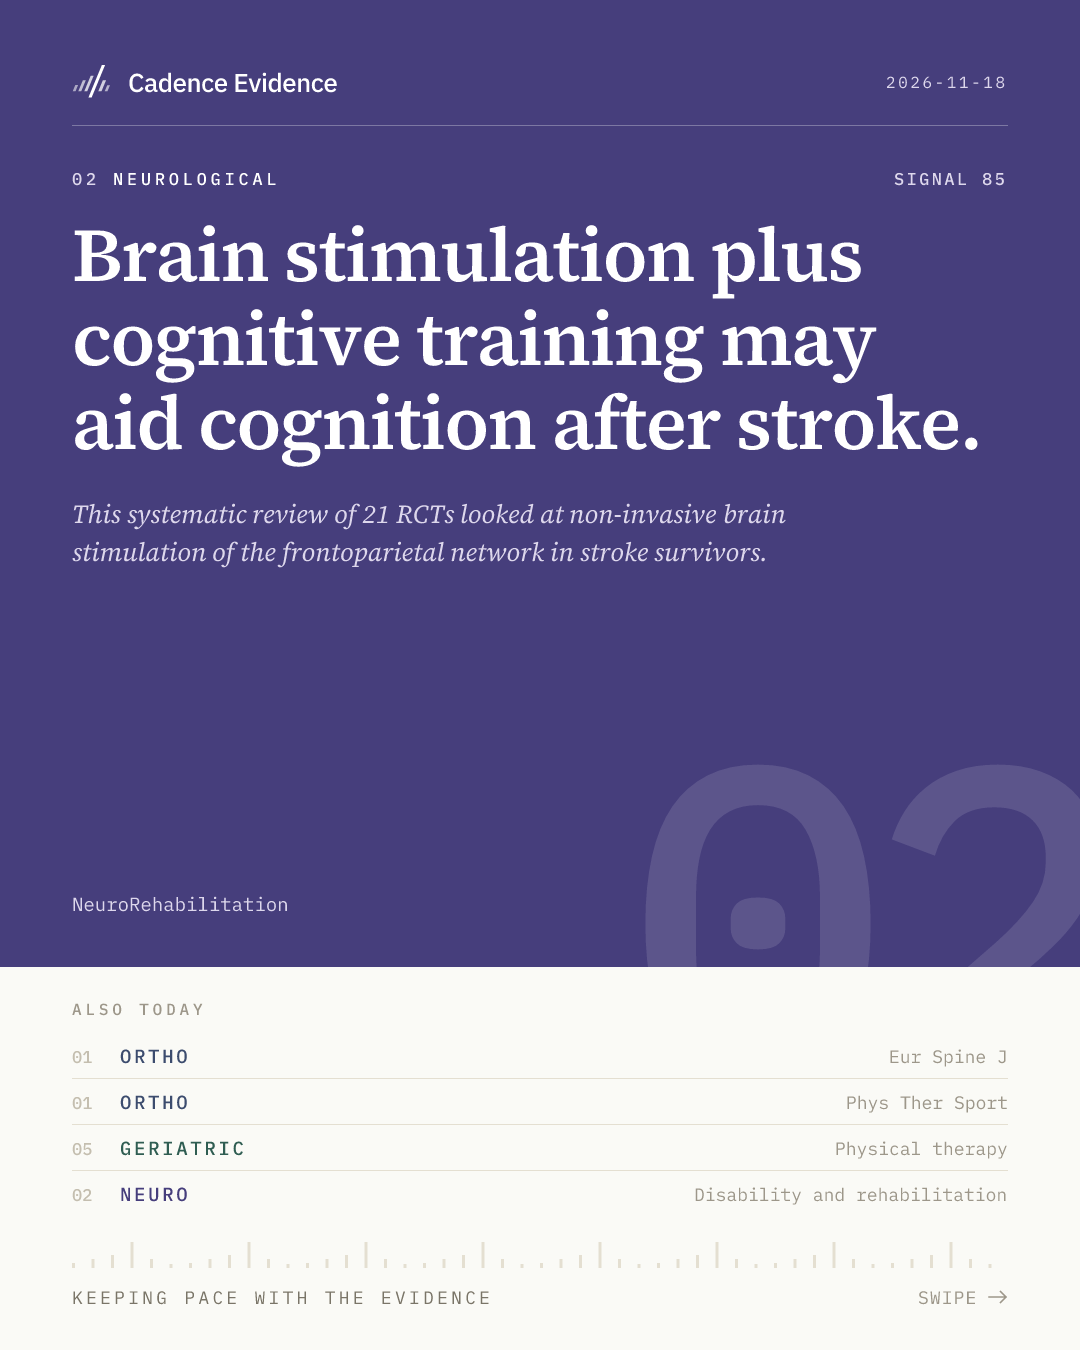 Cadence Evidence
2026-11-18
02 NEUROLOGICAL
SIGNAL 85
Brain stimulation plus
cognitive training may
aid cognition after stroke.
This systematic review of 21 RCTs looked at non-invasive brain
stimulation of the frontoparietal network in stroke survivors.
02
NeuroRehabilitation
ALSO TODAY
01 ORTHO Eur Spine J
01 ORTHO Phys Ther Sport
05 GERIATRIC Physical therapy
02 NEURO Disability and rehabilitation
KEEPING PACE WITH THE EVIDENCE
SWIPE →